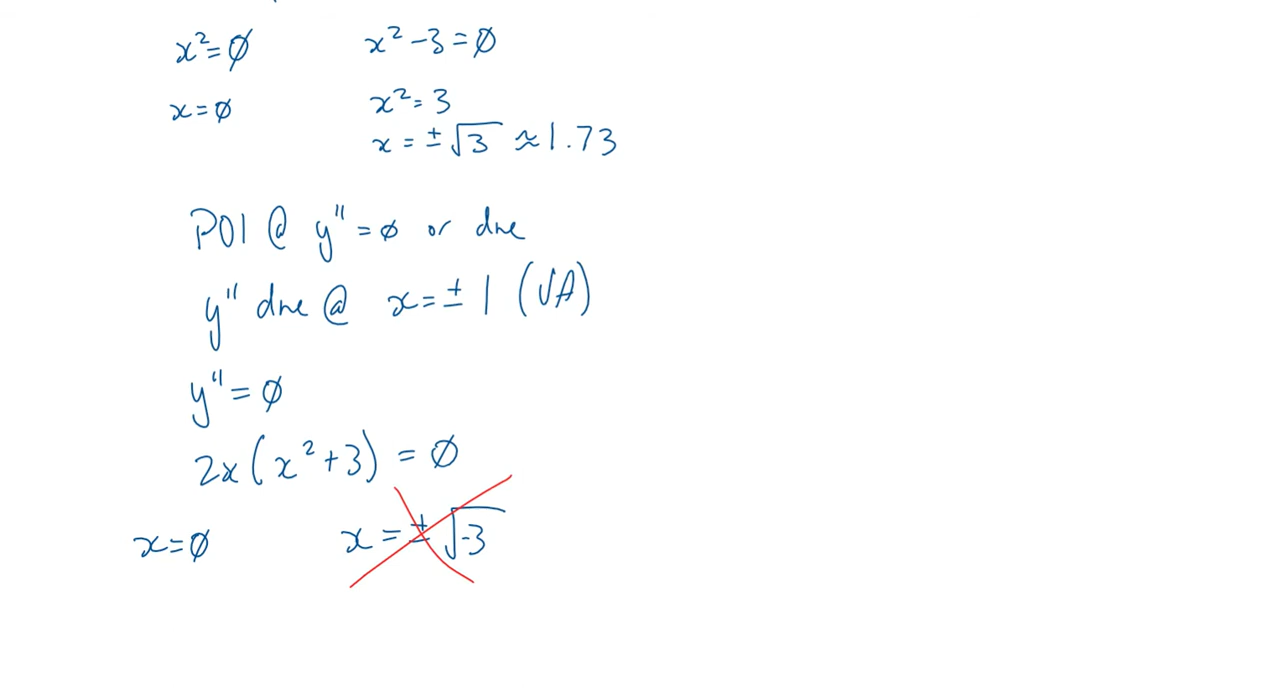 x² = ∅    x² - 3 = ∅
x = ∅    x² = 3
x = ±√3 ≈ 1.73
POI @ y" = ∅ or dne
y" dne @ x = ± 1 (VA)
y" = ∅
2x(x² + 3) = ∅
x = ∅    x = ±√-3